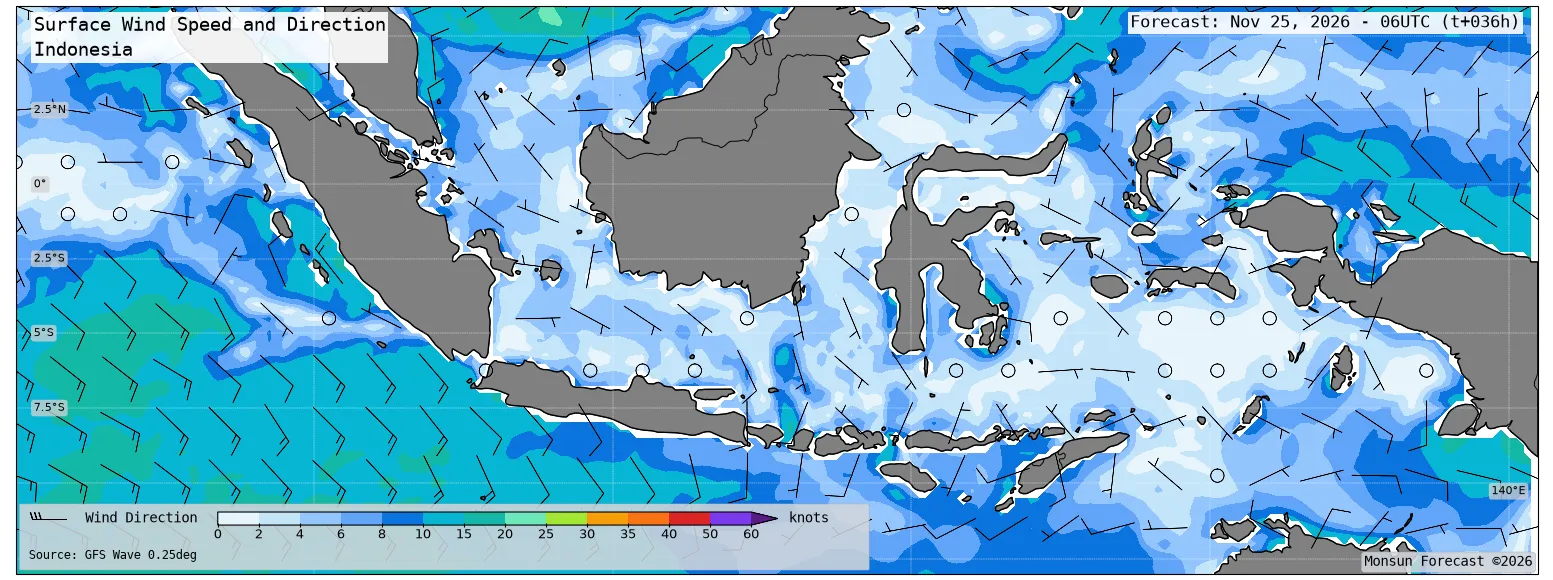 Surface Wind Speed and Direction
Indonesia
Forecast: Nov 25, 2026 - 06UTC (t+036h)
2.5°N
0°
2.5°S
5°S
7.5°S
140°E
Wind Direction
0 2 4 6 8 10 15 20 25 30 35 40 50 60
knots
Source: GFS Wave 0.25deg
Monsun Forecast ©2026